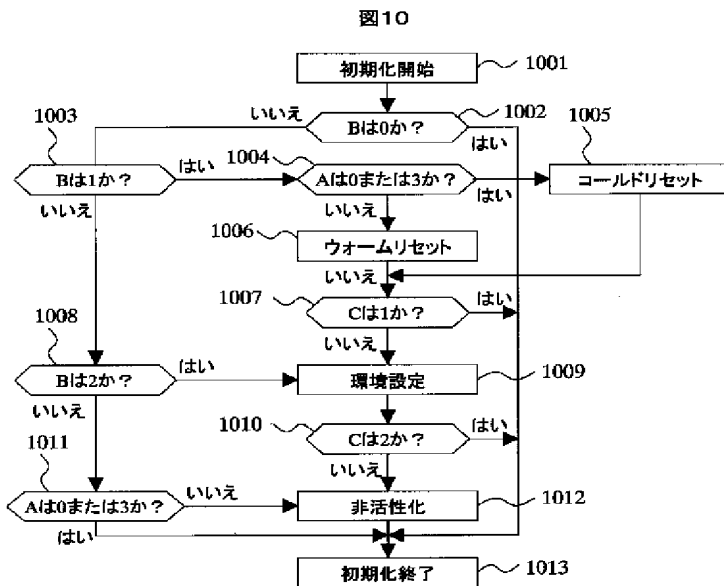 図10
初期化開始
1001
いいえ
Bは0か？
1002
はい
1003
Bは1か？
はい
いいえ
1004
Aは0または3か？
はい
いいえ
1005
コールドリセット
1006
ウォームリセット
いいえ
1007
Cは1か？
はい
いいえ
1008
Bは2か？
はい
いいえ
環境設定
1009
1010
Cは2か？
はい
いいえ
1011
Aは0または3か？
いいえ
はい
非活性化
1012
初期化終了
1013